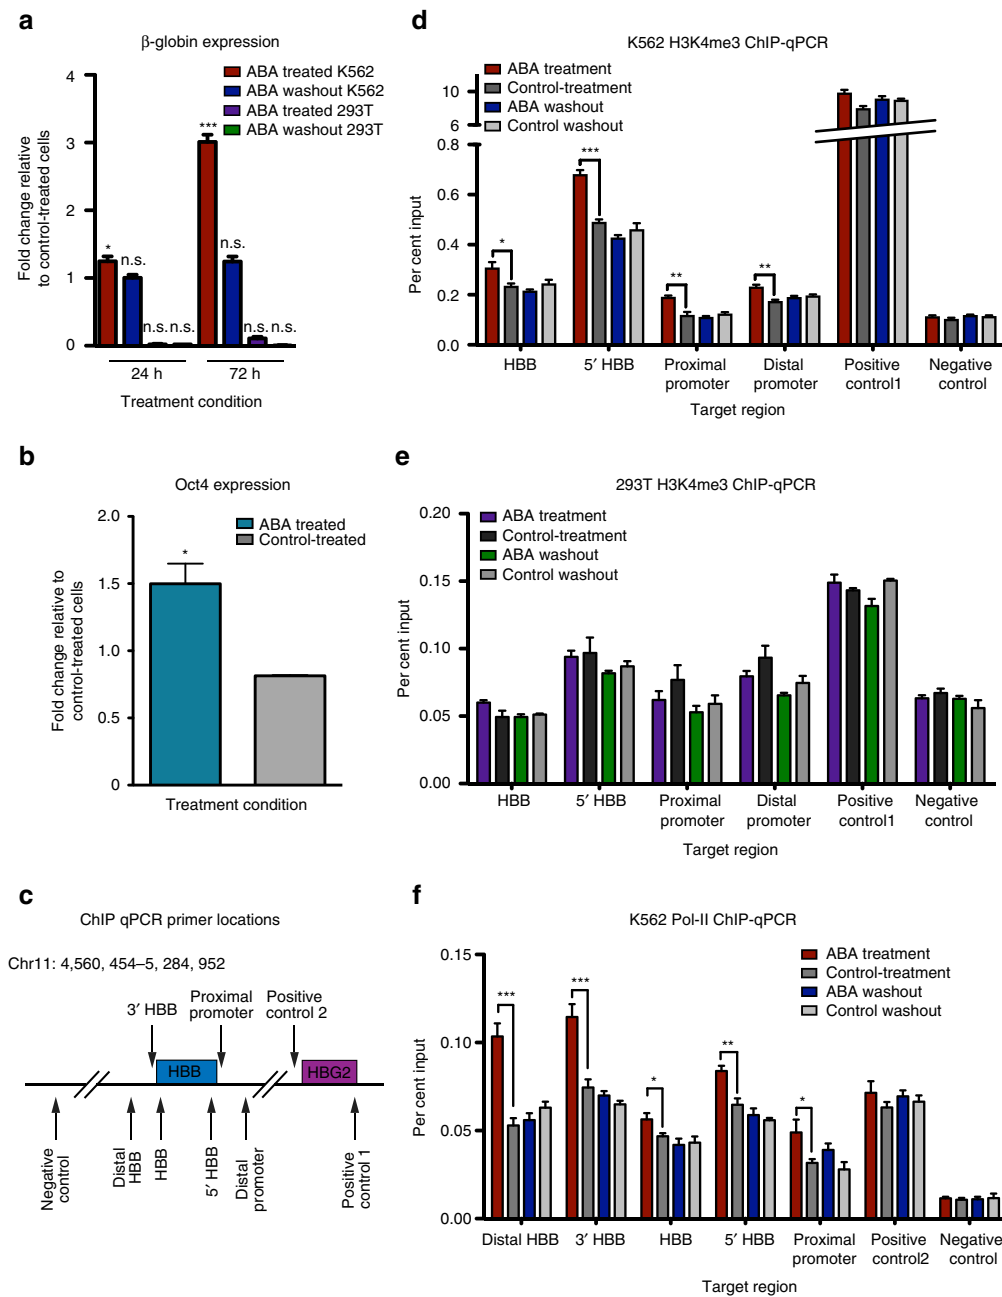 a
β-globin expression
ABA treated K562
ABA washout K562
ABA treated 293T
ABA washout 293T
Fold change relative
to control-treated cells
4
3
2
1
0
*
n.s.
n.s.
n.s.
***
n.s.
n.s.
n.s.
24 h
72 h
Treatment condition
b
Oct4 expression
ABA treated
Control-treated
Fold change relative to
control-treated cells
2.0
1.5
1.0
0.5
0
*
Treatment condition
c
ChIP qPCR primer locations
Chr11: 4,560, 454–5, 284, 952
3′ HBB
Proximal
promoter
Positive
control 2
HBB
HBG2
Negative
control
Distal
HBB
HBB
5′ HBB
Distal
promoter
Positive
control 1
d
K562 H3K4me3 ChIP-qPCR
ABA treatment
Control-treatment
ABA washout
Control washout
Per cent input
10
6
0.8
0.6
0.4
0.2
0.0
*
***
**
**
HBB
5′ HBB
Proximal
promoter
Distal
promoter
Positive
control1
Negative
control
Target region
e
293T H3K4me3 ChIP-qPCR
ABA treatment
Control-treatment
ABA washout
Control washout
Per cent input
0.20
0.15
0.10
0.05
0.00
HBB
5′ HBB
Proximal
promoter
Distal
promoter
Positive
control1
Negative
control
Target region
f
K562 Pol-II ChIP-qPCR
ABA treatment
Control-treatment
ABA washout
Control washout
Per cent input
0.15
0.10
0.05
0.00
***
***
*
**
*
Distal HBB
3′ HBB
HBB
5′ HBB
Proximal
promoter
Positive
control2
Negative
control
Target region